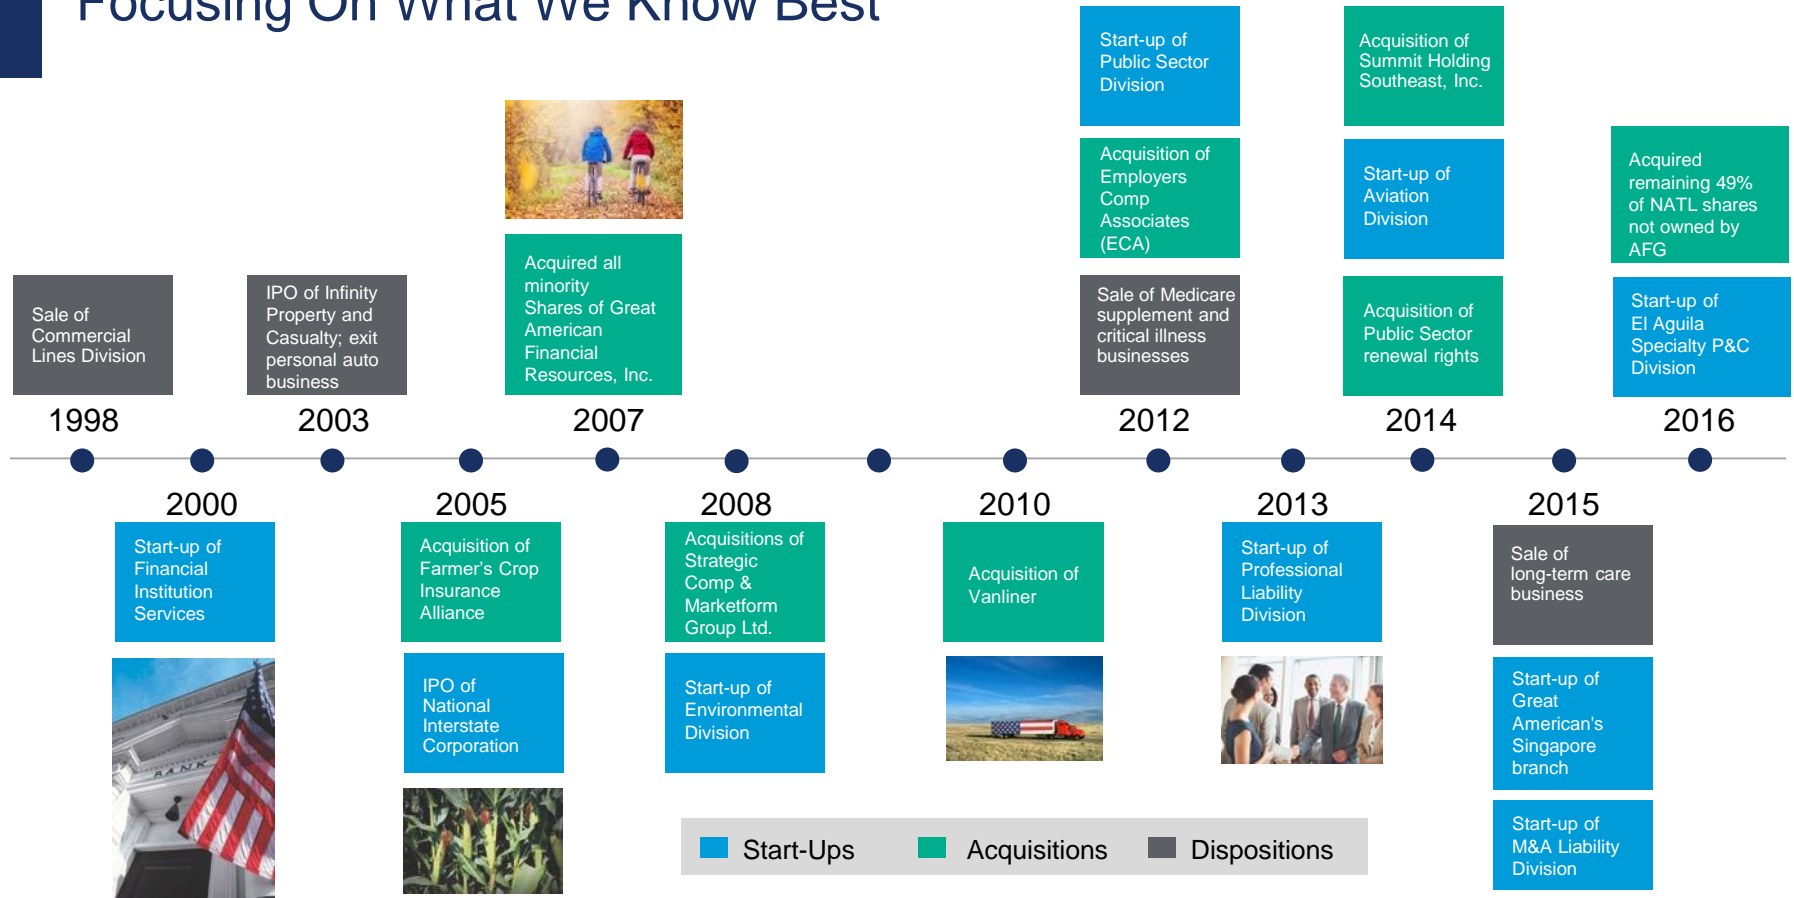 Focusing On What We Know Best
Start-up of
Public Sector
Division
Acquisition of
Employers
Comp
Associates
(ECA)
Sale of Medicare
supplement and
critical illness
businesses
Acquisition of
Summit Holding
Southeast, Inc.
Start-up of
Aviation
Division
Acquisition of
Public Sector
renewal rights
Acquired
remaining 49%
of NATL shares
not owned by
AFG
Start-up of
El Aguila
Specialty P&C
Division
Sale of
Commercial
Lines Division
IPO of Infinity
Property and
Casualty; exit
personal auto
business
Acquired all
minority
Shares of Great
American
Financial
Resources, Inc.
1998
2003
2007
2012
2014
2016
2000
2005
2008
2010
2013
2015
Start-up of
Financial
Institution
Services
BANK
Acquisition of
Farmer’s Crop
Insurance
Alliance
IPO of
National
Interstate
Corporation
Acquisitions of
Strategic
Comp &
Marketform
Group Ltd.
Start-up of
Environmental
Division
Acquisition of
Vanliner
Start-up of
Professional
Liability
Division
Sale of
long-term care
business
Start-up of
Great
American's
Singapore
branch
Start-up of
M&A Liability
Division
Start-Ups
Acquisitions
Dispositions